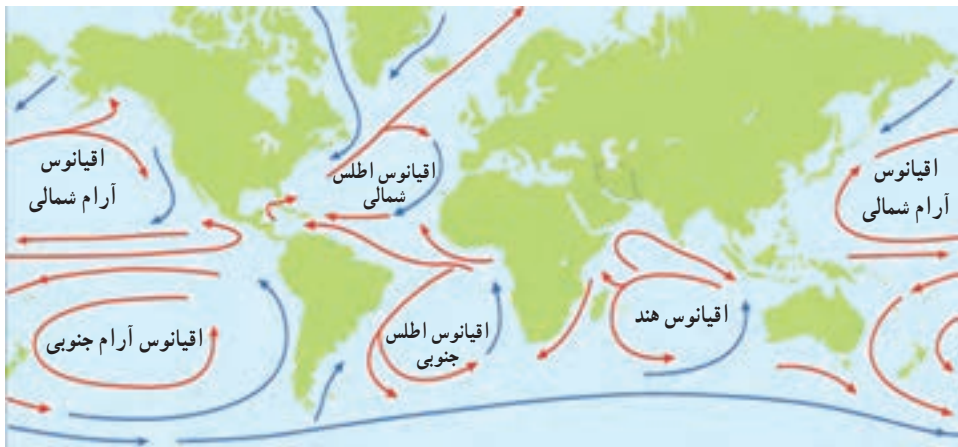 اقیانوس
آرام شمالی
اقیانوس اطلس
شمالی
اقیانوس
آرام شمالی
اقیانوس آرام جنوبی
اقیانوس اطلس
جنوبی
اقیانوس هند